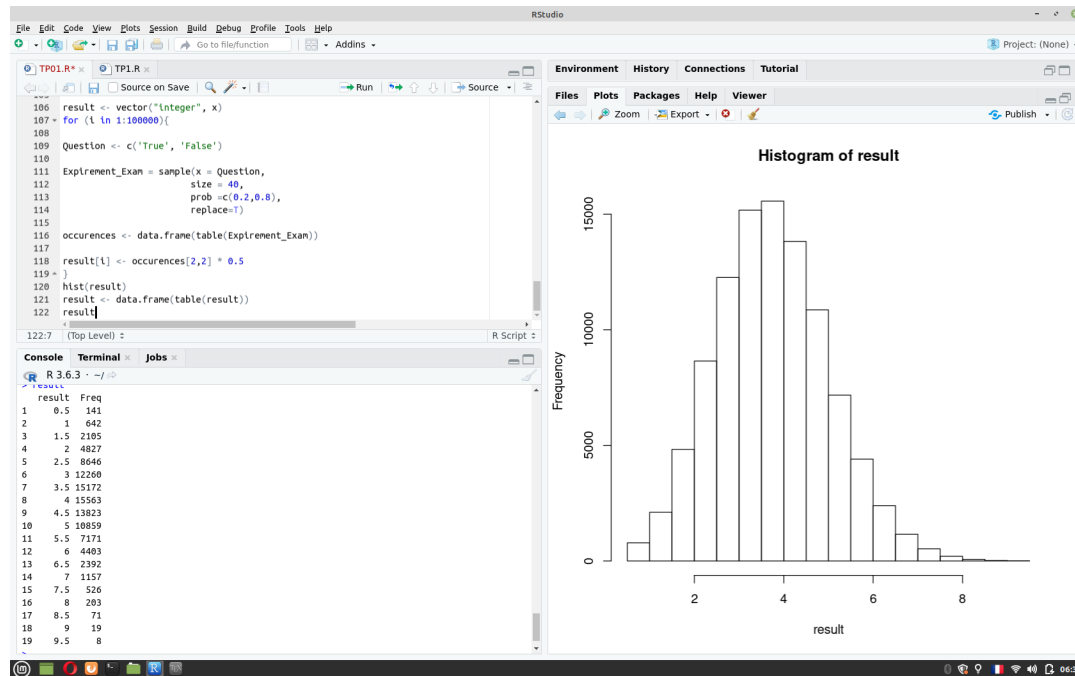 RStudio
File Edit Code View Plots Session Build Debug Profile Tools Help
Go to file/function Addins Project: (None)
TP01.R* TP1.R
Source on Save Run Source
106 result <- vector("integer", x)
107 for (i in 1:100000){
108
109 Question <- c('True', 'False')
110
111 Expirement_Exam = sample(x = Question,
112 size = 40,
113 prob =c(0.2,0.8),
114 replace=T)
115
116 occurences <- data.frame(table(Expirement_Exam))
117
118 result[i] <- occurences[2,2] * 0.5
119 }
120 hist(result)
121 result <- data.frame(table(result))
122 result
122:7 (Top Level) R Script
Console Terminal Jobs
R 3.6.3 · ~/
> result
result Freq
1 0.5 141
2 1 642
3 1.5 2105
4 2 4827
5 2.5 8646
6 3 12260
7 3.5 15172
8 4 15563
9 4.5 13823
10 5 10859
11 5.5 7171
12 6 4403
13 6.5 2392
14 7 1157
15 7.5 526
16 8 203
17 8.5 71
18 9 19
19 9.5 8
Environment History Connections Tutorial
Files Plots Packages Help Viewer
Zoom Export Publish
Histogram of result
Frequency
15000
10000
5000
0
2 4 6 8
result